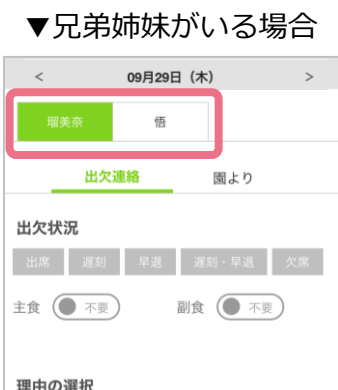 ▼兄弟姉妹がいる場合
< 09月29日（木） >
瑠美奈 悟
出欠連絡 園より
出欠状況
出席 遅刻 早退 遅刻・早退 欠席
主食 不要 副食 不要
理由の選択